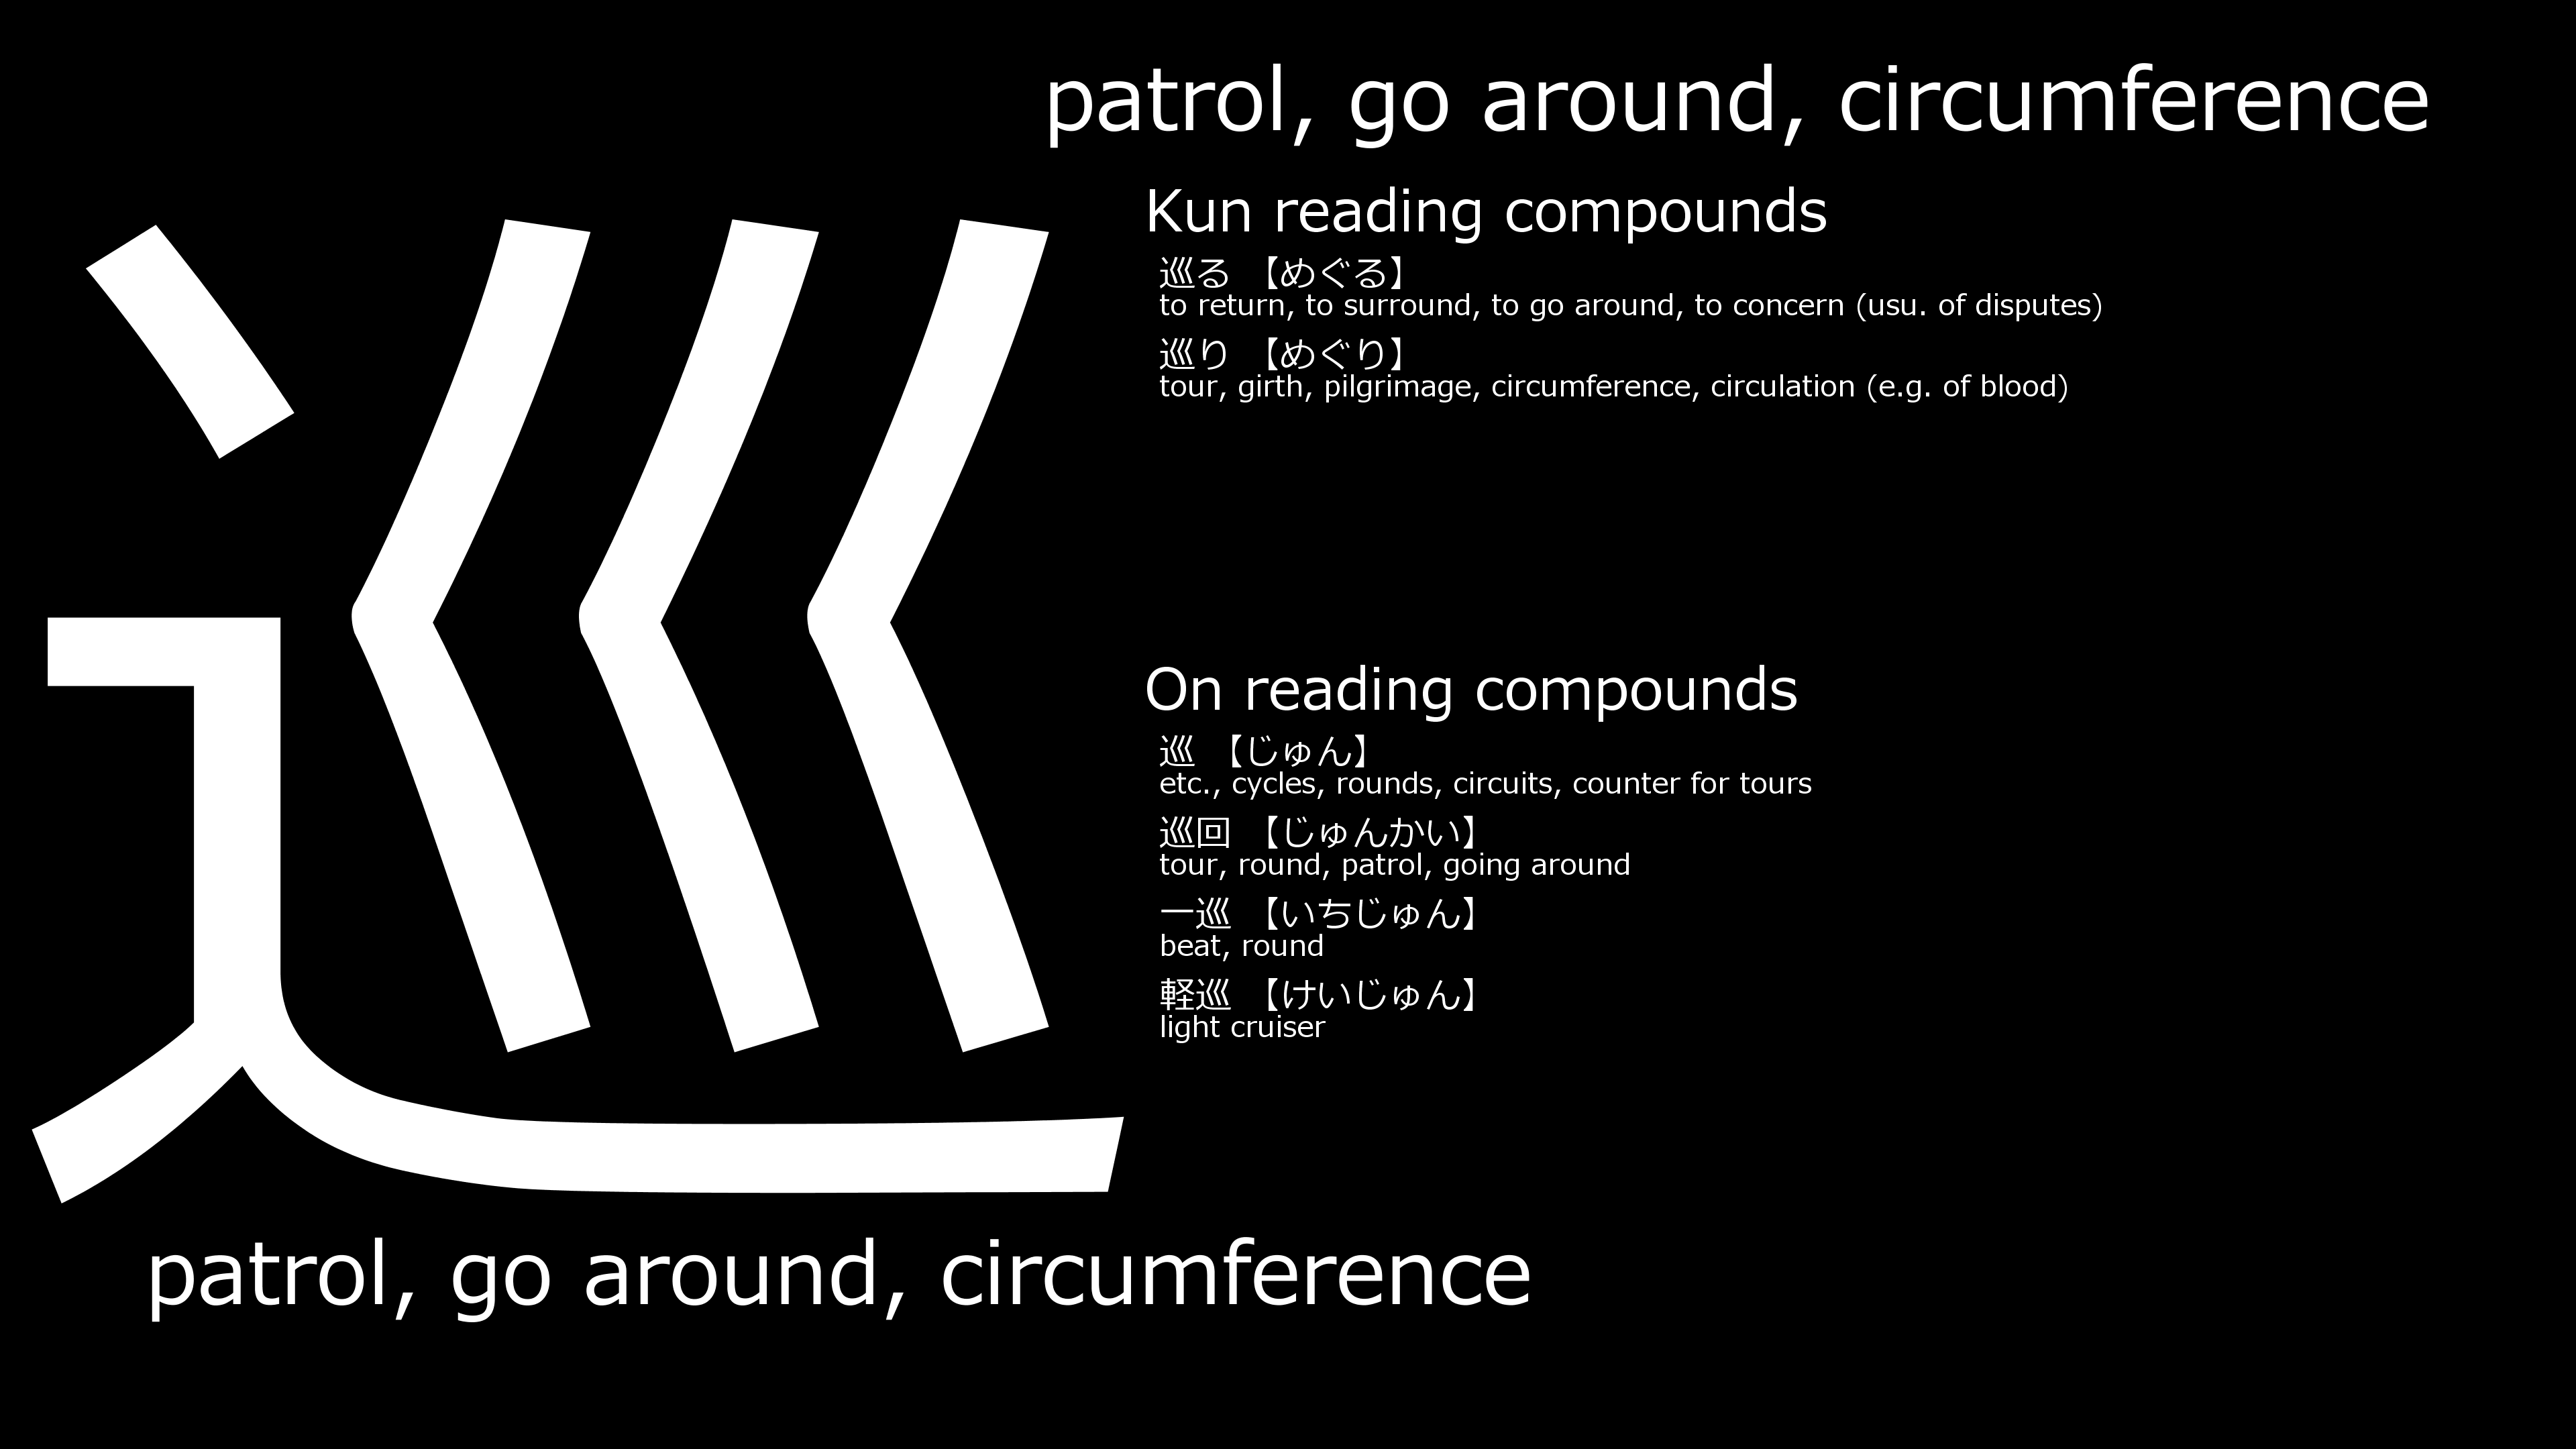 patrol, go around, circumference
巡
Kun reading compounds
巡る 【めぐる】
to return, to surround, to go around, to concern (usu. of disputes)
巡り 【めぐり】
tour, girth, pilgrimage, circumference, circulation (e.g. of blood)
On reading compounds
巡 【じゅん】
etc., cycles, rounds, circuits, counter for tours
巡回 【じゅんかい】
tour, round, patrol, going around
一巡 【いちじゅん】
beat, round
軽巡 【けいじゅん】
light cruiser
patrol, go around, circumference